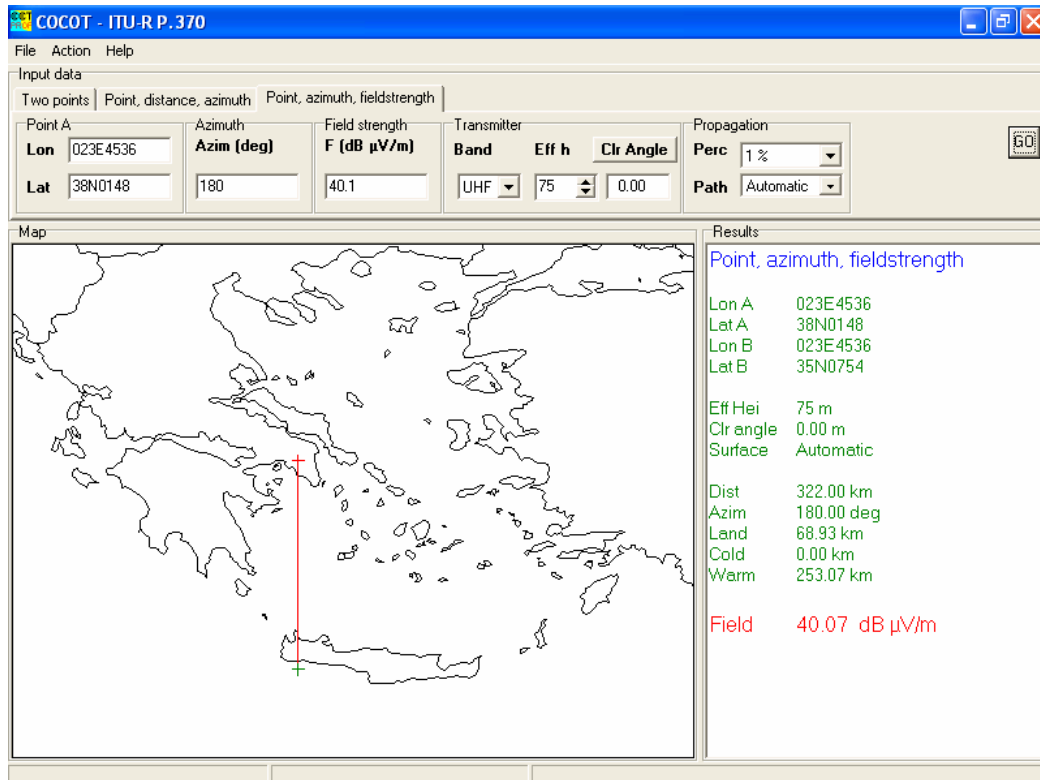 COCOT - ITU-R P.370
File Action Help
Input data
Two points Point, distance, azimuth Point, azimuth, fieldstrength
Point A Azimuth Field strength Transmitter Propagation
Lon 023E4536 Azim (deg) F (dB µV/m) Band Eff h Clr Angle Perc 1 % GO
Lat 38N0148 180 40.1 UHF 75 0.00 Path Automatic
Map
Results
Point, azimuth, fieldstrength
Lon A 023E4536
Lat A 38N0148
Lon B 023E4536
Lat B 35N0754
Eff Hei 75 m
Clr angle 0.00 m
Surface Automatic
Dist 322.00 km
Azim 180.00 deg
Land 68.93 km
Cold 0.00 km
Warm 253.07 km
Field 40.07 dB µV/m